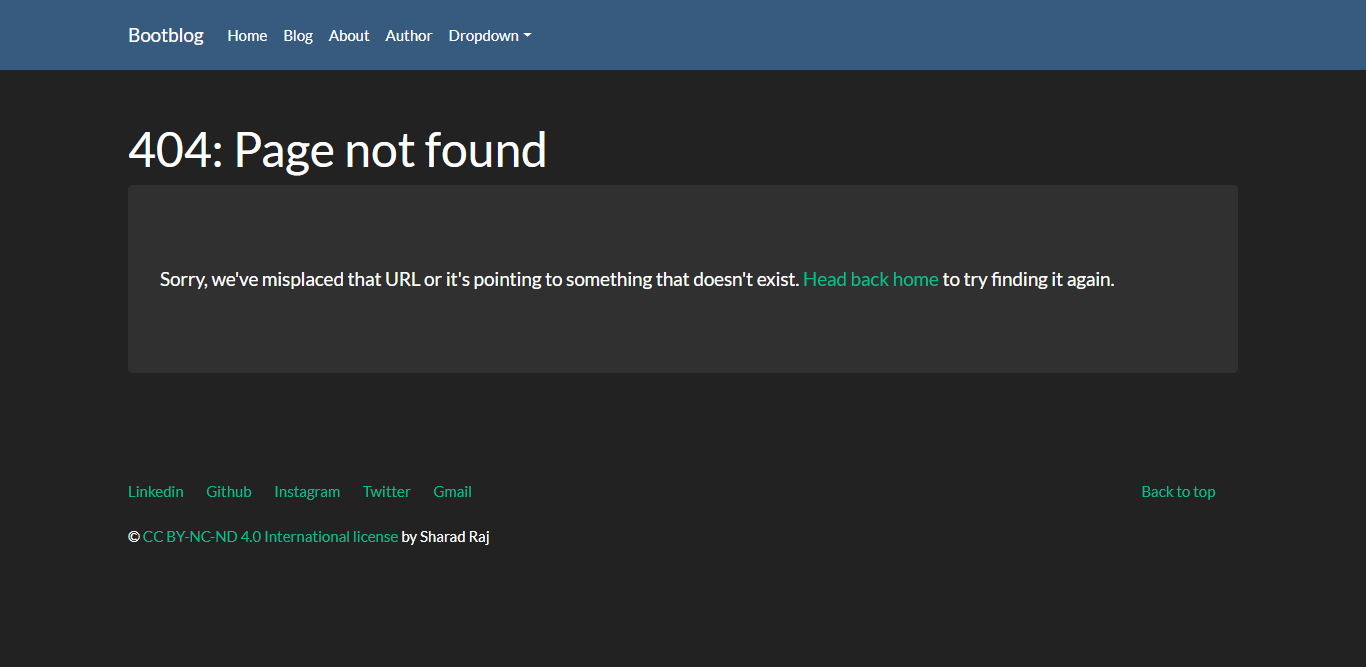 Bootblog Home Blog About Author Dropdown
404: Page not found
Sorry, we've misplaced that URL or it's pointing to something that doesn't exist. Head back home to try finding it again.
Linkedin Github Instagram Twitter Gmail Back to top
© CC BY-NC-ND 4.0 International license by Sharad Raj